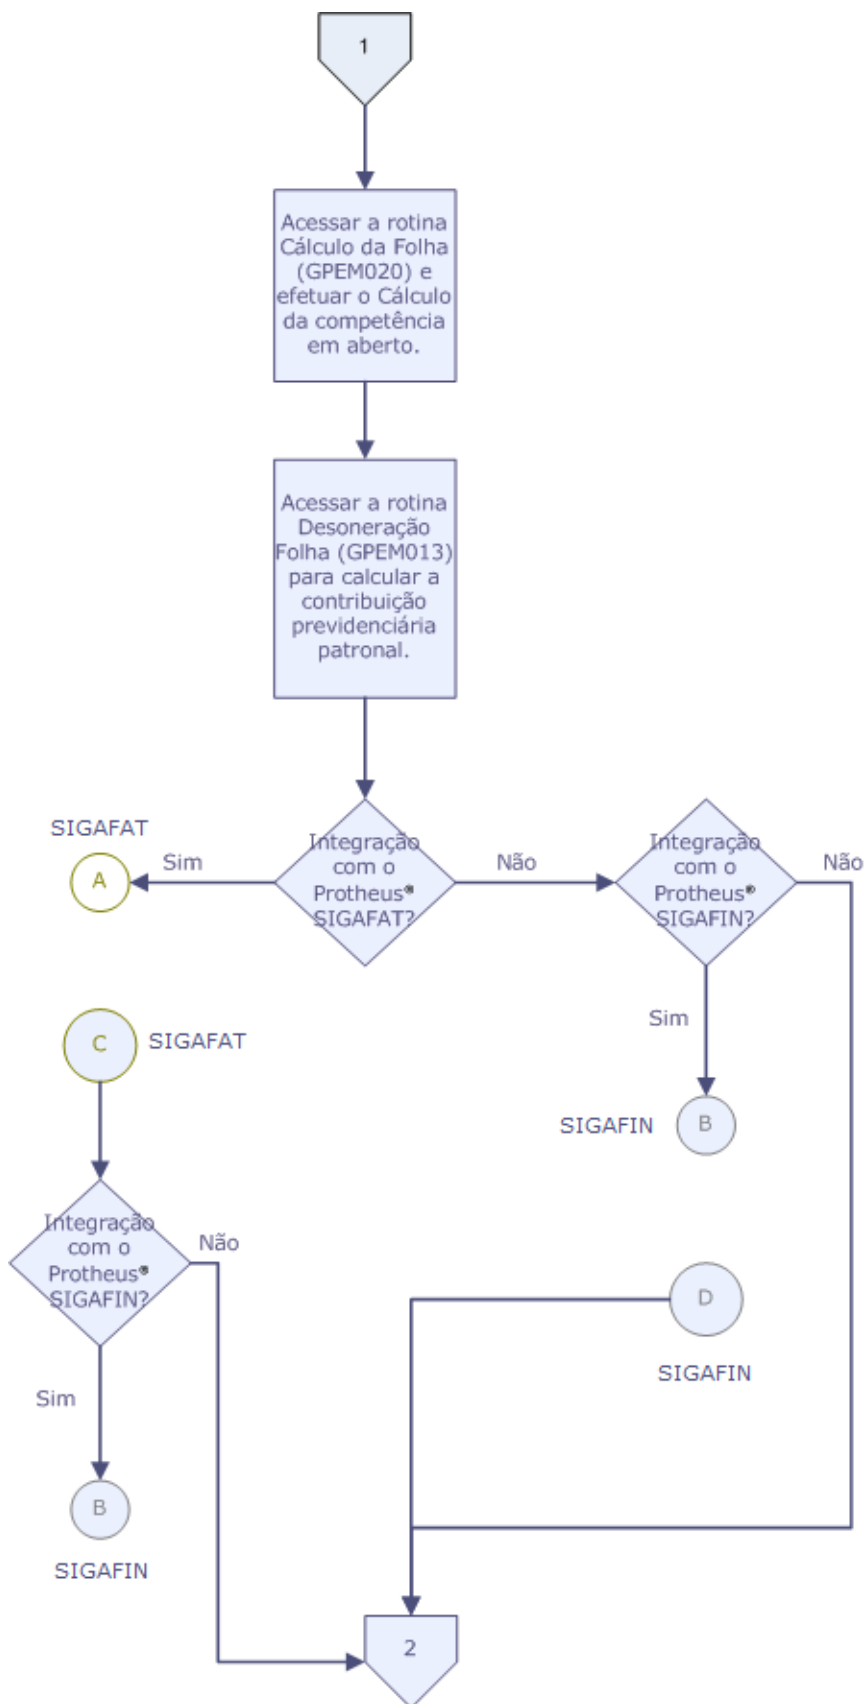 1
Acessar a rotina
Cálculo da Folha
(GPEM020) e
efetuar o Cálculo
da competência
em aberto.
Acessar a rotina
Desoneração
Folha (GPEM013)
para calcular a
contribuição
previdenciária
patronal.
SIGAFAT
A
Sim
Integração
com o
Protheus®
SIGAFAT?
Não
Integração
com o
Protheus®
SIGAFIN?
Não
Sim
SIGAFIN
B
C
SIGAFAT
Integração
com o
Protheus®
SIGAFIN?
Não
Sim
B
SIGAFIN
D
SIGAFIN
2